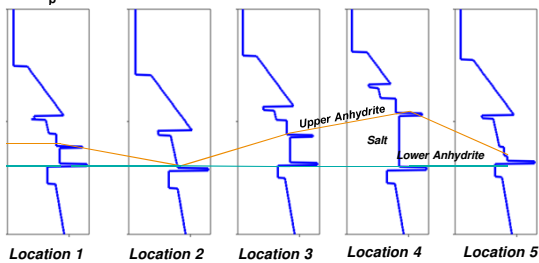 p
Upper Anhydrite
Salt
Lower Anhydrite
Location 1 Location 2 Location 3 Location 4 Location 5